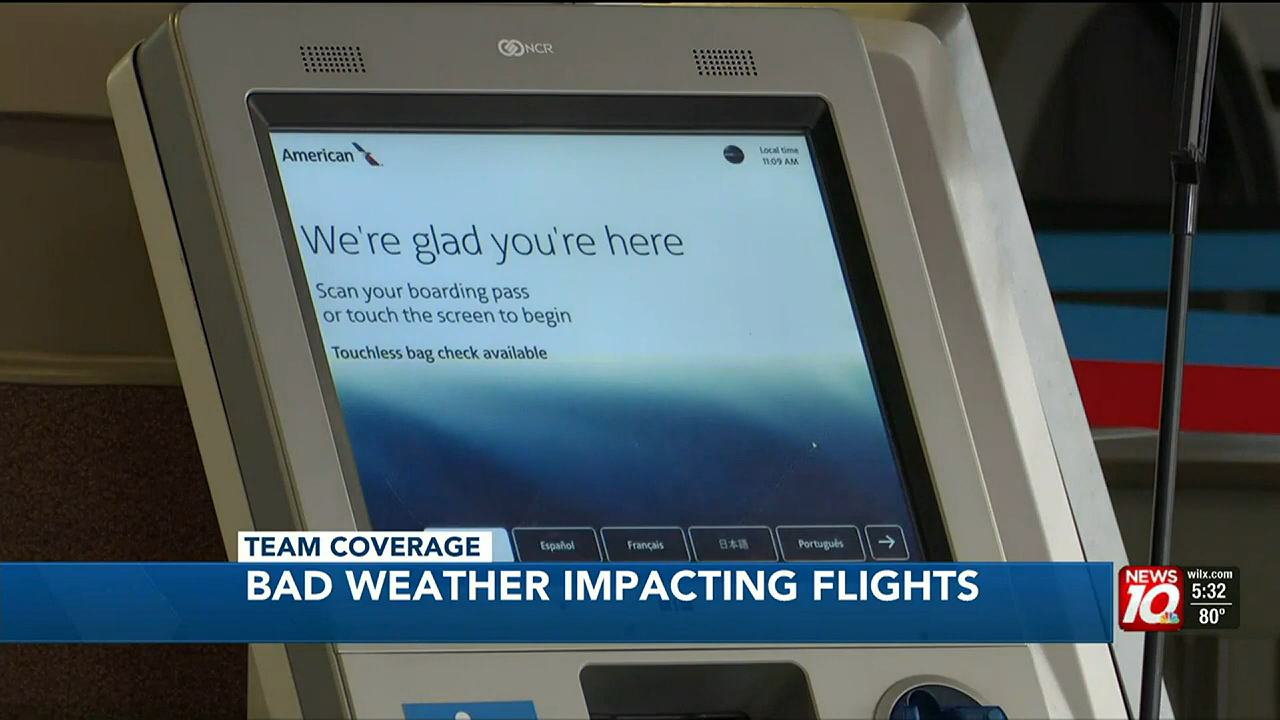 NCR
American
Local time
11:09 AM
We're glad you're here
Scan your boarding pass
or touch the screen to begin
Touchless bag check available
Español
Français
日本語
Português
TEAM COVERAGE
BAD WEATHER IMPACTING FLIGHTS
NEWS
10
wilx.com
5:32
80°